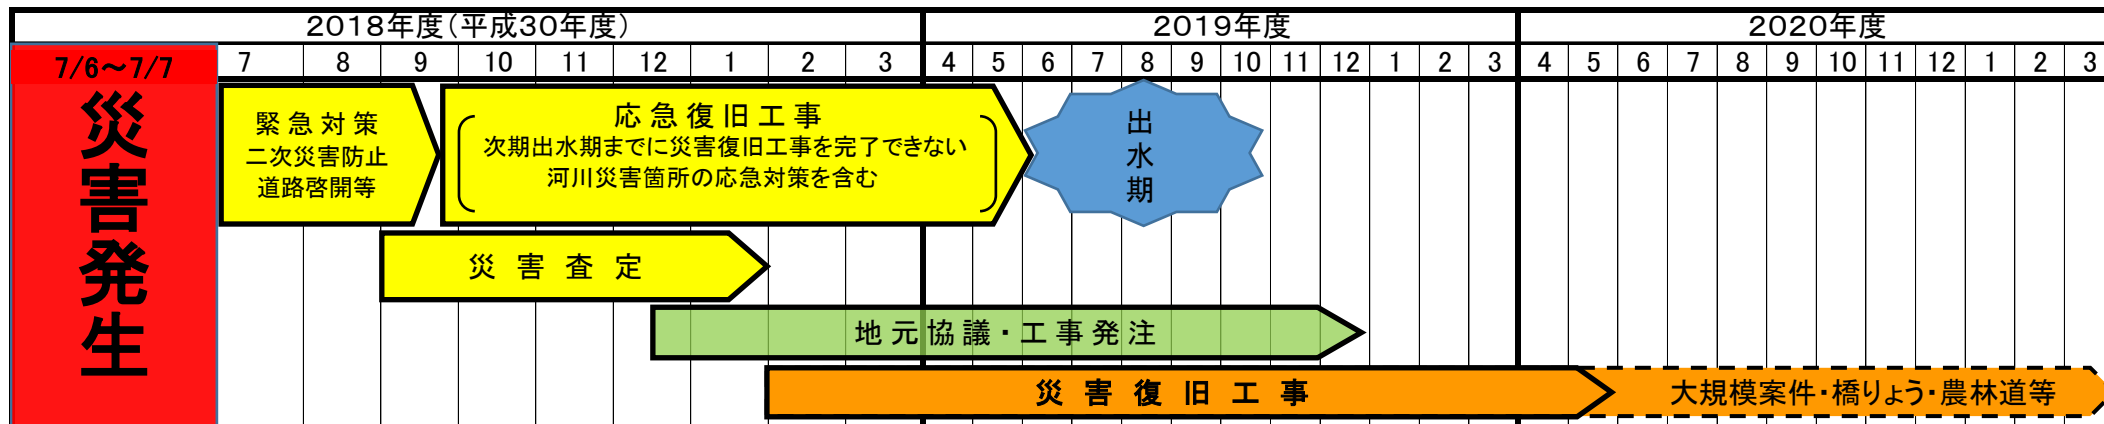 2018年度(平成30年度)
2019年度
2020年度
7/6～7/7
7 8 9 10 11 12 1 2 3 4 5 6 7 8 9 10 11 12 1 2 3 4 5 6 7 8 9 10 11 12 1 2 3
災害発生
緊急対策
二次災害防止
道路啓開等
応急復旧工事
次期出水期までに災害復旧工事を完了できない
河川災害箇所の応急対策を含む
出水期
災害査定
地元協議・工事発注
災害復旧工事
大規模案件・橋りょう・農林道等